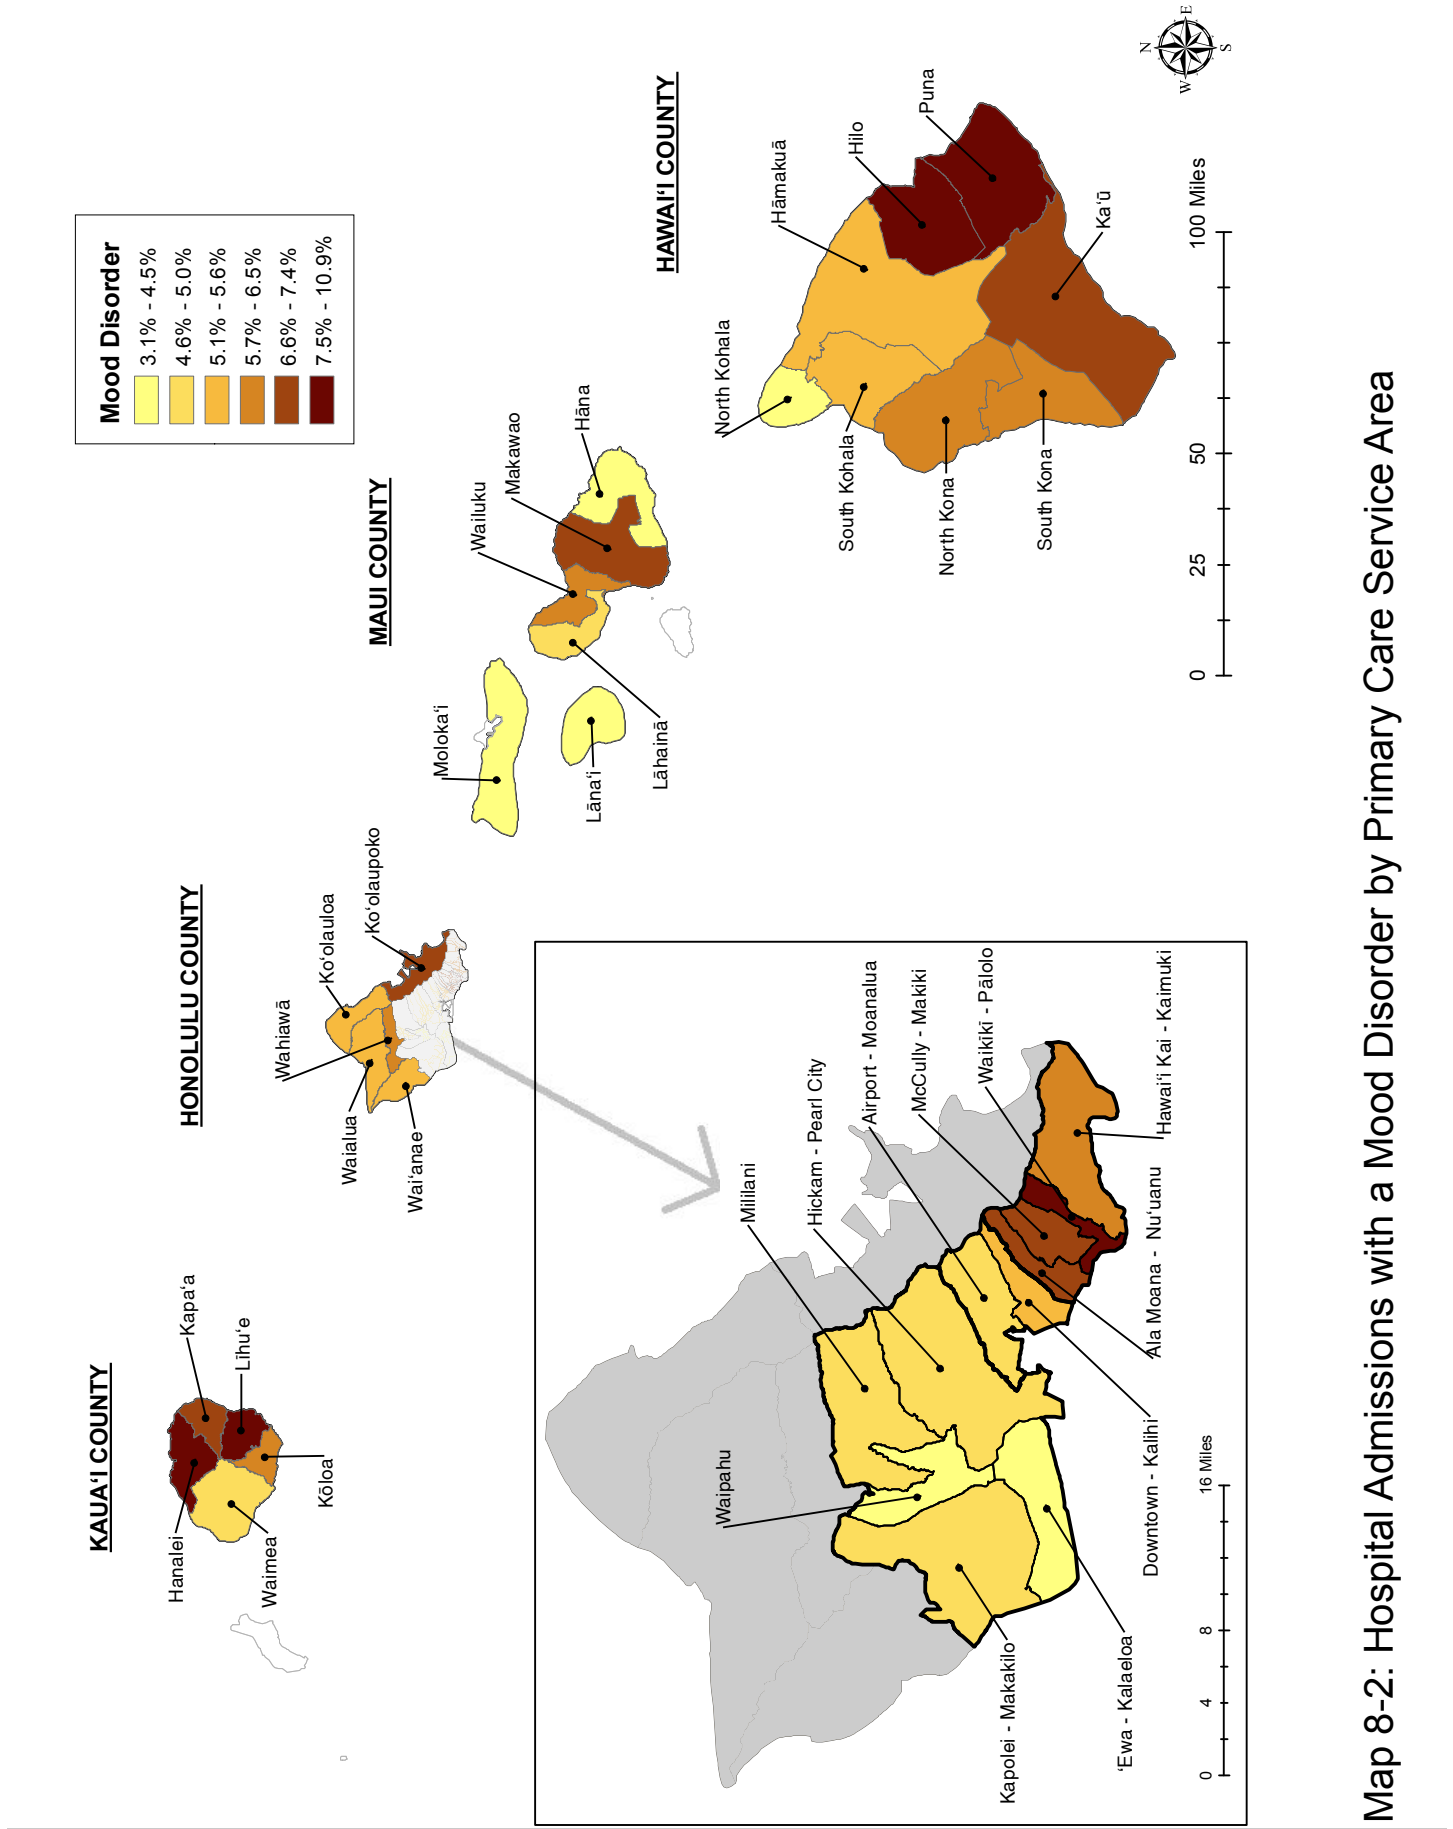 KAUAʻI COUNTY
Hanalei
Kapaʻa
Līhuʻe
Waimea
Kōloa
HONOLULU COUNTY
Wahiawā
Koʻolauloa
Koʻolaupoko
Waialua
Waiʻanae
MAUI COUNTY
Molokaʻi
Wailuku
Makawao
Hāna
Lānaʻi
Lāhainā
Mood Disorder
3.1% - 4.5%
4.6% - 5.0%
5.1% - 5.6%
5.7% - 6.5%
6.6% - 7.4%
7.5% - 10.9%
HAWAIʻI COUNTY
North Kohala
Hāmakuā
Hilo
Puna
South Kohala
North Kona
South Kona
Kaʻū
0 25 50 100 Miles
N
W E
S
Waipahu
Mililani
Hickam - Pearl City
Airport - Moanalua
McCully - Makiki
Waikiki - Pālolo
Kapolei - Makakilo
ʻEwa - Kalaeloa
Downtown - Kalihi
Ala Moana - Nuʻuanu
Hawaiʻi Kai - Kaimuki
0 4 8 16 Miles
Map 8-2: Hospital Admissions with a Mood Disorder by Primary Care Service Area